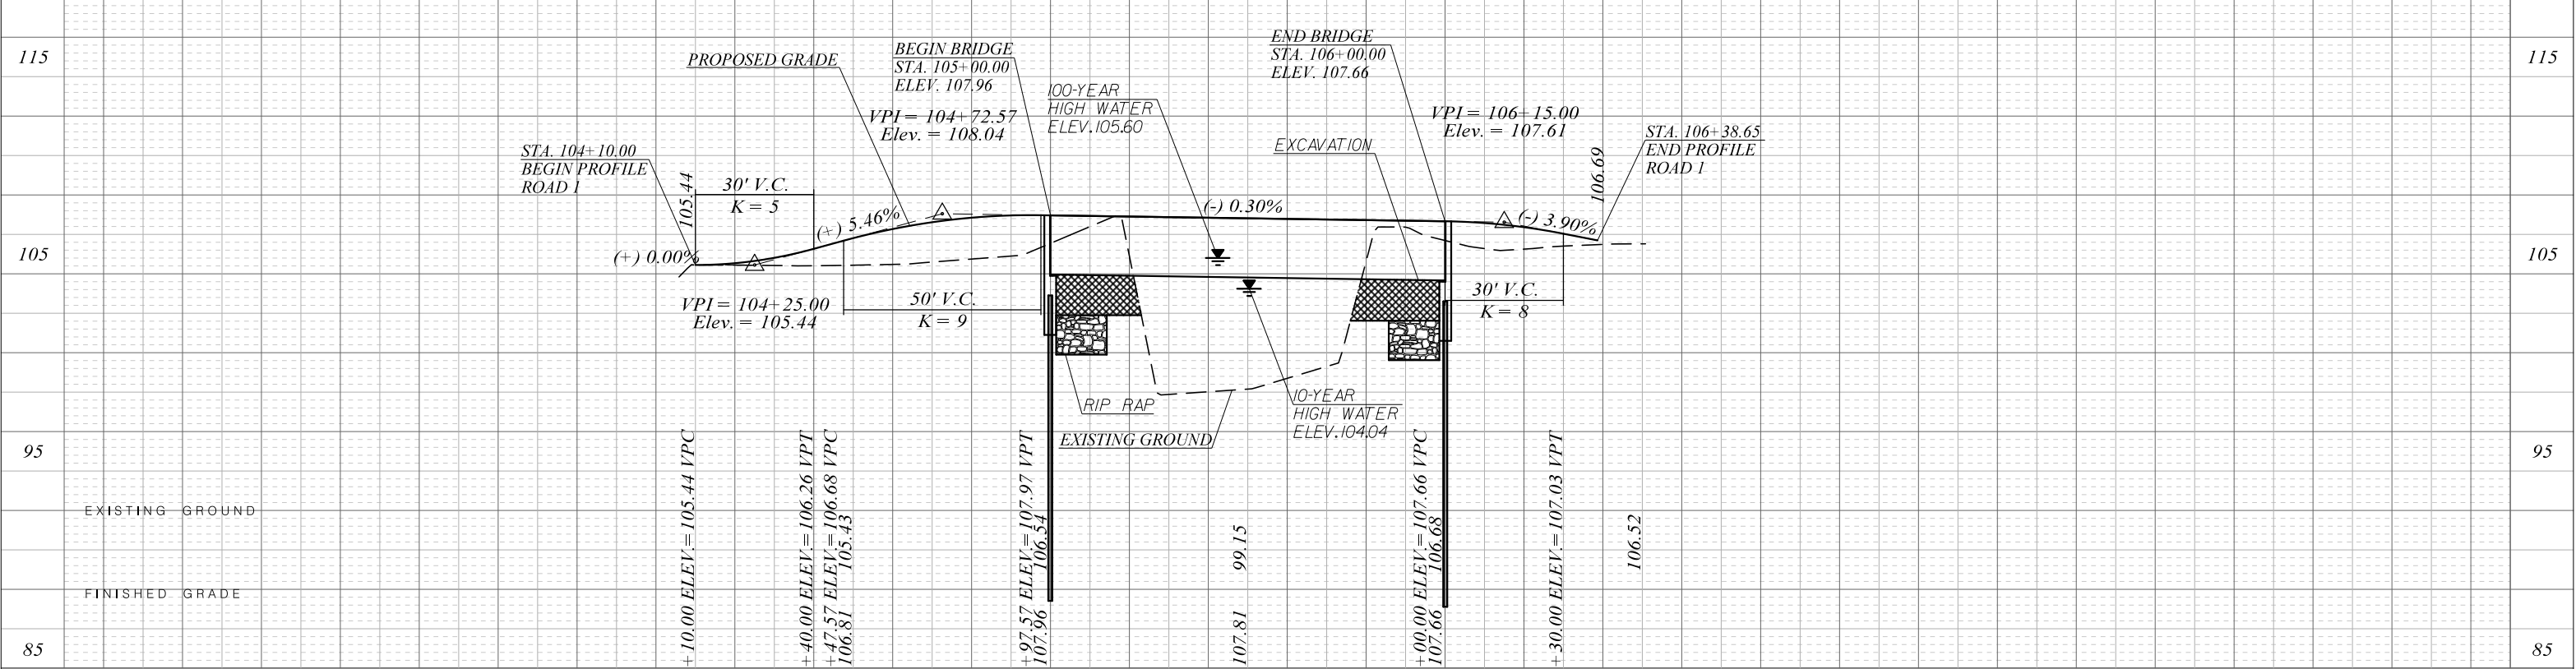 115
115
105
105
95
95
85
85
STA. 104+10.00
BEGIN PROFILE
ROAD 1
105.44
30' V.C.
K = 5
(+) 0.00%
VPI = 104+25.00
Elev. = 105.44
PROPOSED GRADE
(+) 5.46%
VPI = 104+72.57
Elev. = 108.04
50' V.C.
K = 9
BEGIN BRIDGE
STA. 105+00.00
ELEV. 107.96
100-YEAR
HIGH WATER
ELEV.105.60
(-) 0.30%
END BRIDGE
STA. 106+00.00
ELEV. 107.66
EXCAVATION
VPI = 106+15.00
Elev. = 107.61
(-) 3.90%
106.69
STA. 106+38.65
END PROFILE
ROAD 1
30' V.C.
K = 8
RIP RAP
EXISTING GROUND
10-YEAR
HIGH WATER
ELEV.104.04
EXISTING GROUND
FINISHED GRADE
+10.00 ELEV.= 105.44 VPC
+40.00 ELEV.= 106.26 VPT
+47.57 ELEV.= 106.68 VPC
105.43
106.81
+97.57 ELEV.= 107.97 VPT
106.54
107.96
99.15
107.81
+00.00 ELEV.= 107.66 VPC
106.68
107.66
+30.00 ELEV.= 107.03 VPT
106.52